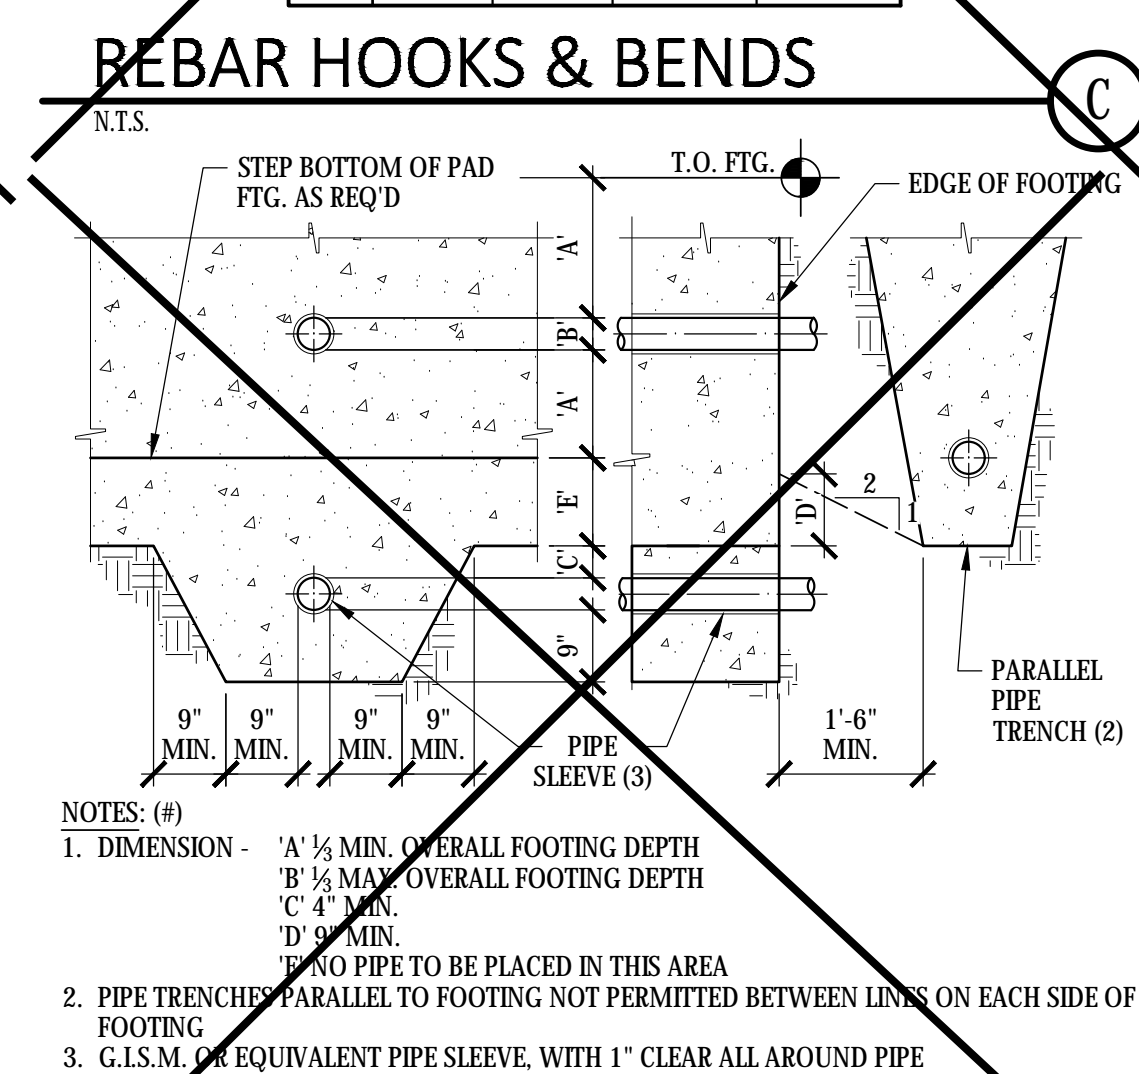 REBAR HOOKS & BENDS
C
N.T.S.
STEP BOTTOM OF PAD
FTG. AS REQ'D
T.O. FTG.
EDGE OF FOOTING
'A'
'B'
'A'
'E'
'C'
9"
'D'
2
1
9"
MIN.
9"
MIN.
9"
MIN.
9"
MIN.
PIPE
SLEEVE (3)
1'-6"
MIN.
PARALLEL
PIPE
TRENCH (2)
NOTES: (#)
1. DIMENSION - 'A' ⅓ MIN. OVERALL FOOTING DEPTH
'B' ⅓ MAX. OVERALL FOOTING DEPTH
'C' 4" MIN.
'D' 9" MIN.
'E' NO PIPE TO BE PLACED IN THIS AREA
2. PIPE TRENCHES PARALLEL TO FOOTING NOT PERMITTED BETWEEN LINES ON EACH SIDE OF
FOOTING
3. G.I.S.M. OR EQUIVALENT PIPE SLEEVE, WITH 1" CLEAR ALL AROUND PIPE